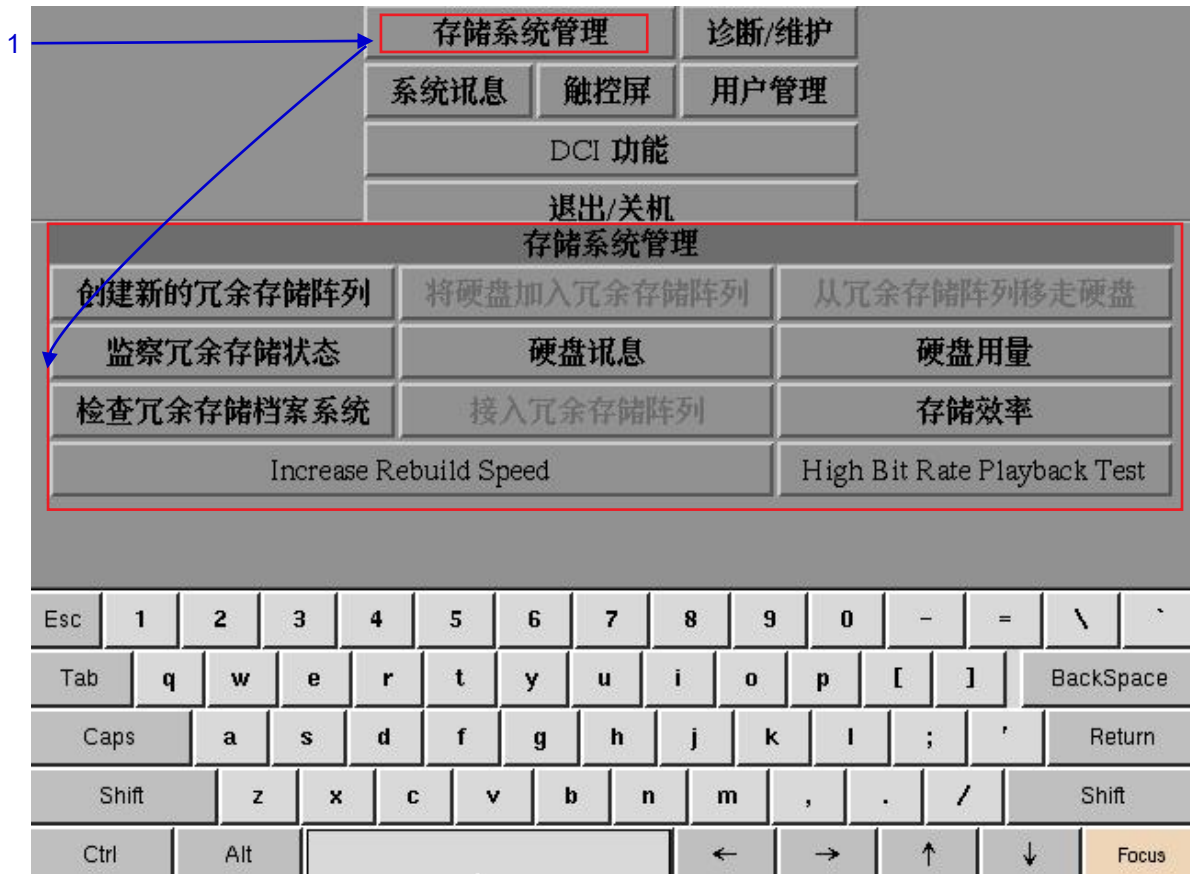 1
存储系统管理 诊断/维护
系统讯息 触控屏 用户管理
DCI 功能
退出/关机
存储系统管理
创建新的冗余存储阵列 将硬盘加入冗余存储阵列 从冗余存储阵列移走硬盘
监察冗余存储状态 硬盘讯息 硬盘用量
检查冗余存储档案系统 接入冗余存储阵列 存储效率
Increase Rebuild Speed High Bit Rate Playback Test
Esc 1 2 3 4 5 6 7 8 9 0 - = \ `
Tab q w e r t y u i o p [ ] BackSpace
Caps a s d f g h j k l ; ' Return
Shift z x c v b n m , . / Shift
Ctrl Alt ← → ↑ ↓ Focus